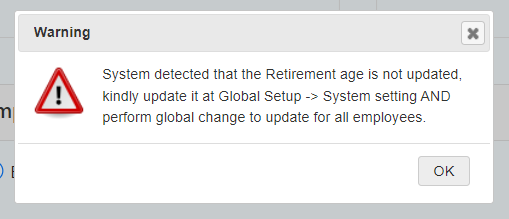 Warning
System detected that the Retirement age is not updated,
kindly update it at Global Setup -> System setting AND
perform global change to update for all employees.
OK